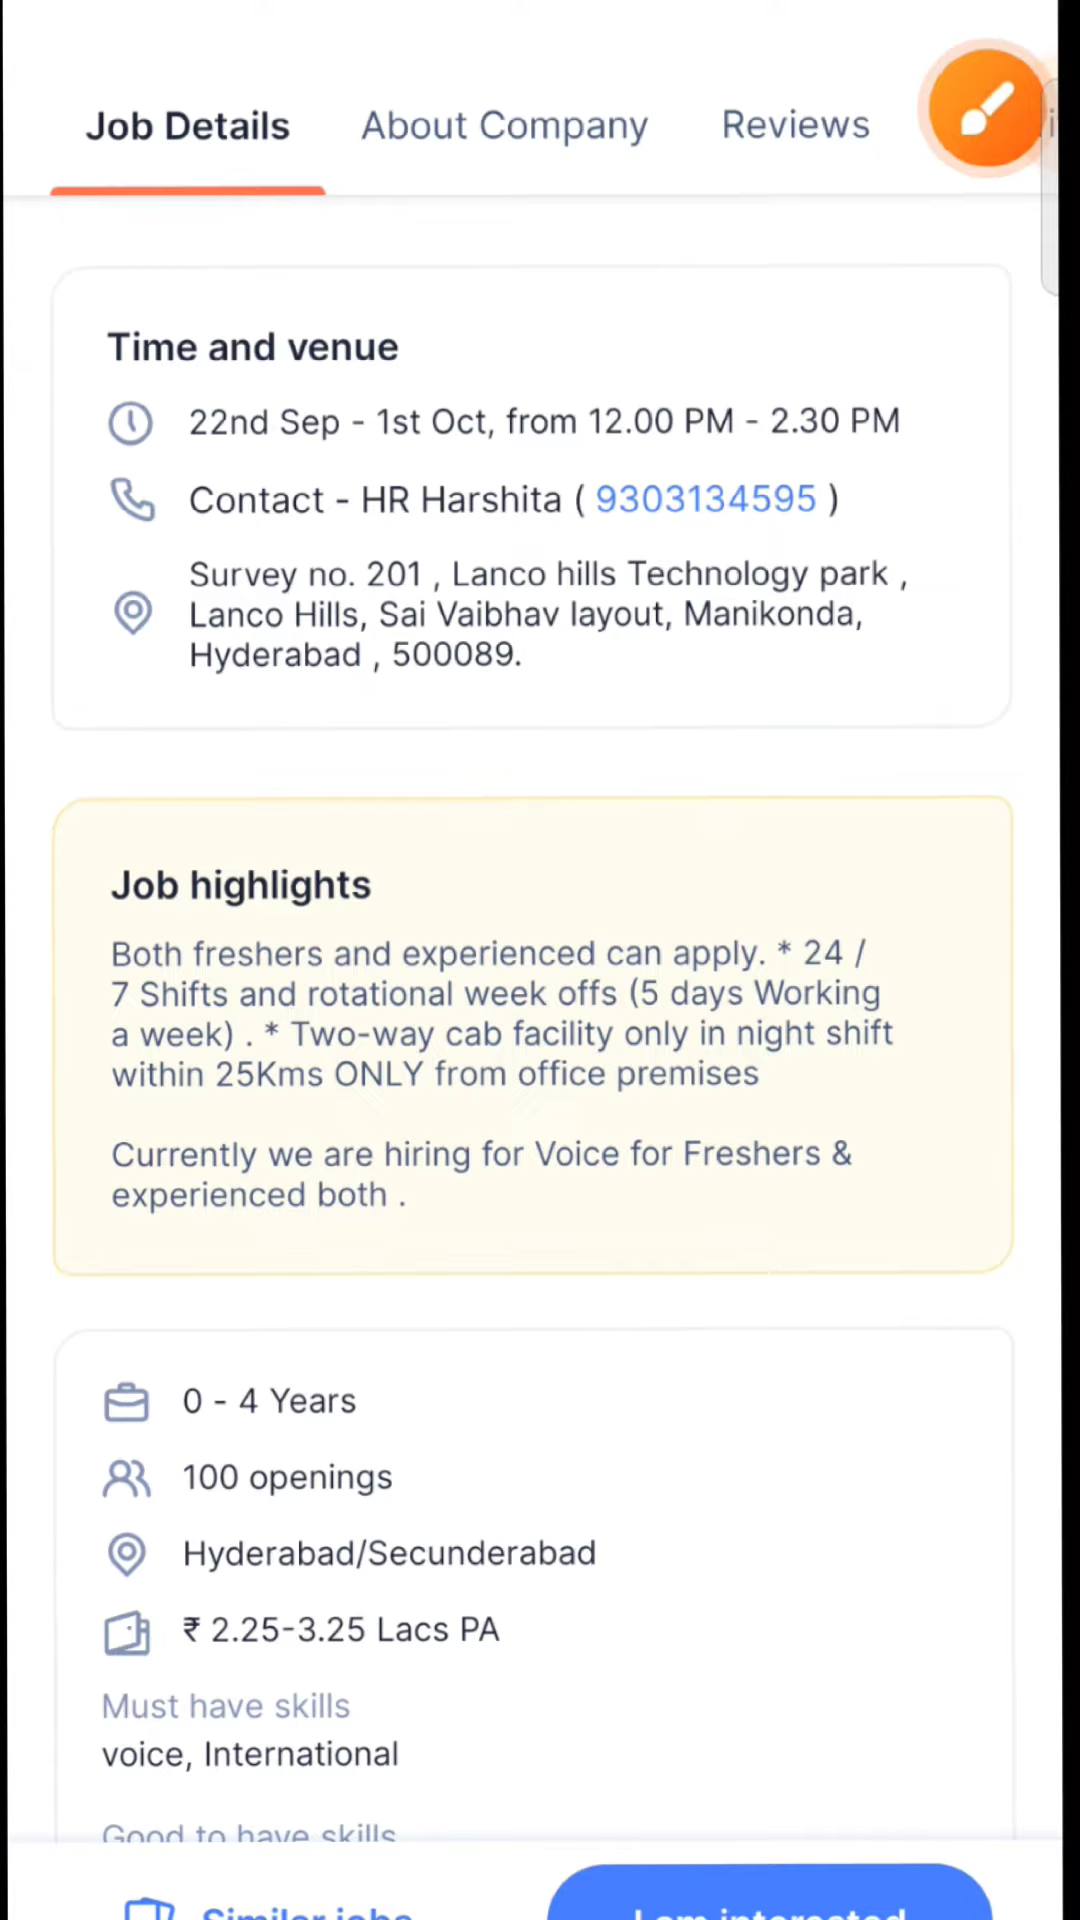 Job Details About Company Reviews
Time and venue
22nd Sep - 1st Oct, from 12.00 PM - 2.30 PM
Contact - HR Harshita ( 9303134595 )
Survey no. 201 , Lanco hills Technology park ,
Lanco Hills, Sai Vaibhav layout, Manikonda,
Hyderabad , 500089.
Job highlights
Both freshers and experienced can apply. * 24 /
7 Shifts and rotational week offs (5 days Working
a week) . * Two-way cab facility only in night shift
within 25Kms ONLY from office premises
Currently we are hiring for Voice for Freshers &
experienced both .
0 - 4 Years
100 openings
Hyderabad/Secunderabad
₹ 2.25-3.25 Lacs PA
Must have skills
voice, International
Good to have skills
Similar jobs I am interested